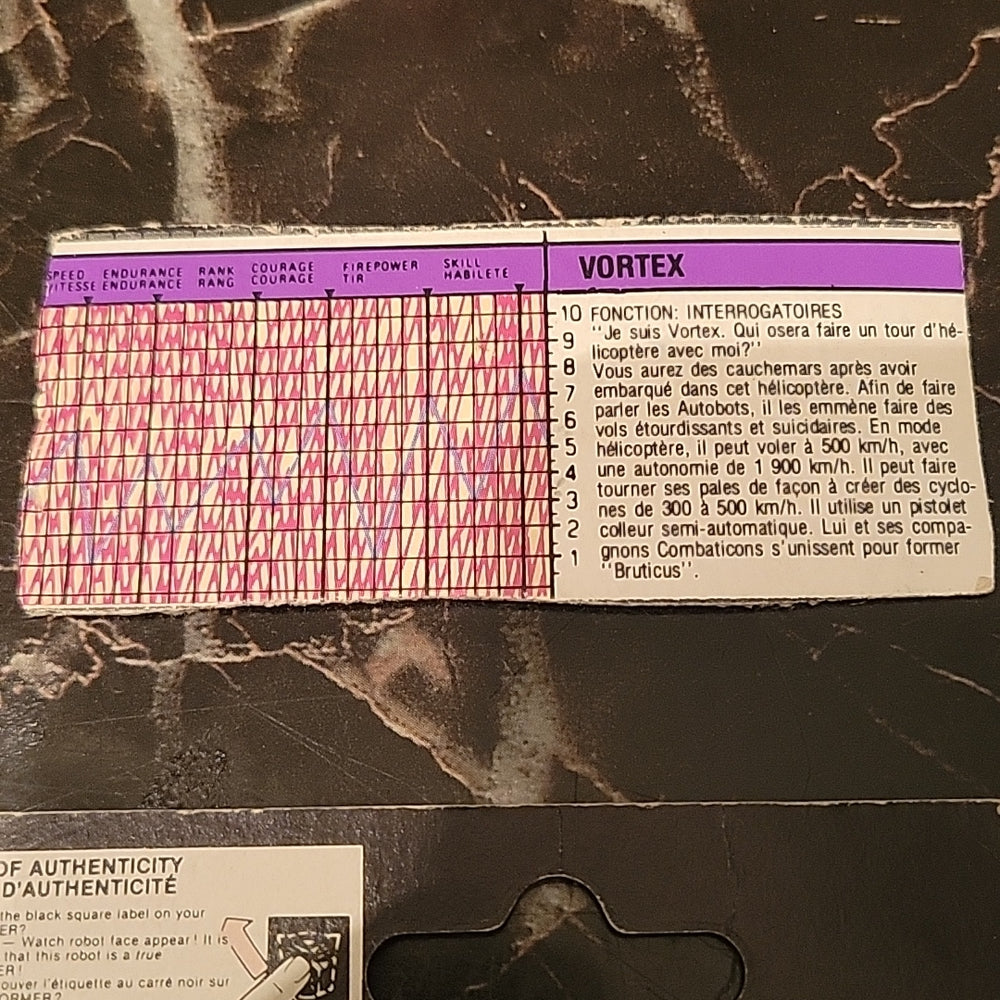 SPEED ENDURANCE RANK COURAGE FIREPOWER SKILL
VITESSE ENDURANCE RANG COURAGE TIR HABILETE
VORTEX
10
9
8
7
6
5
4
3
2
1
FONCTION: INTERROGATOIRES
"Je suis Vortex. Qui osera faire un tour d'hé-
licoptère avec moi?"
Vous aurez des cauchemars après avoir
embarqué dans cet hélicoptère. Afin de faire
parler les Autobots, il les emmène faire des
vols étourdissants et suicidaires. En mode
hélicoptère, il peut voler à 500 km/h, avec
une autonomie de 1 900 km/h. Il peut faire
tourner ses pales de façon à créer des cyclo-
nes de 300 à 500 km/h. Il utilise un pistolet
colleur semi-automatique. Lui et ses compa-
gnons Combaticons s'unissent pour former
"Bruticus".
OF AUTHENTICITY
D'AUTHENTICITÉ
the black square label on your
ER?
— Watch robot face appear! It is
that this robot is a true
ER!
ouver l'étiquette au carré noir sur
ORMER?